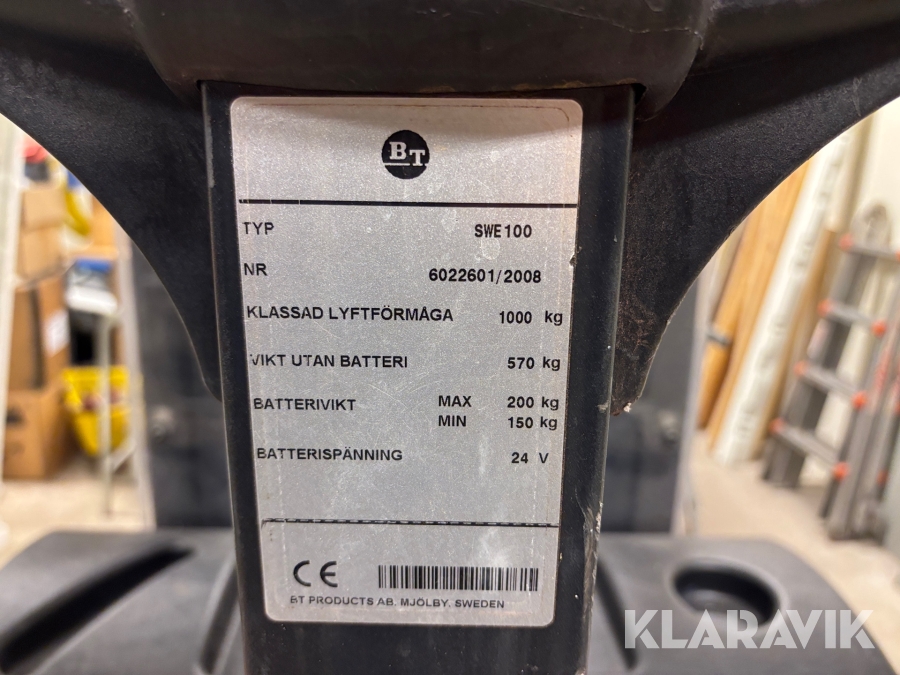 BT
TYP SWE100
NR 6022601/2008
KLASSAD LYFTFÖRMÅGA 1000 kg
VIKT UTAN BATTERI 570 kg
BATTERIVIKT MAX 200 kg
MIN 150 kg
BATTERISPÄNNING 24 V
CE
BT PRODUCTS AB, MJÖLBY, SWEDEN
KLARAVIK